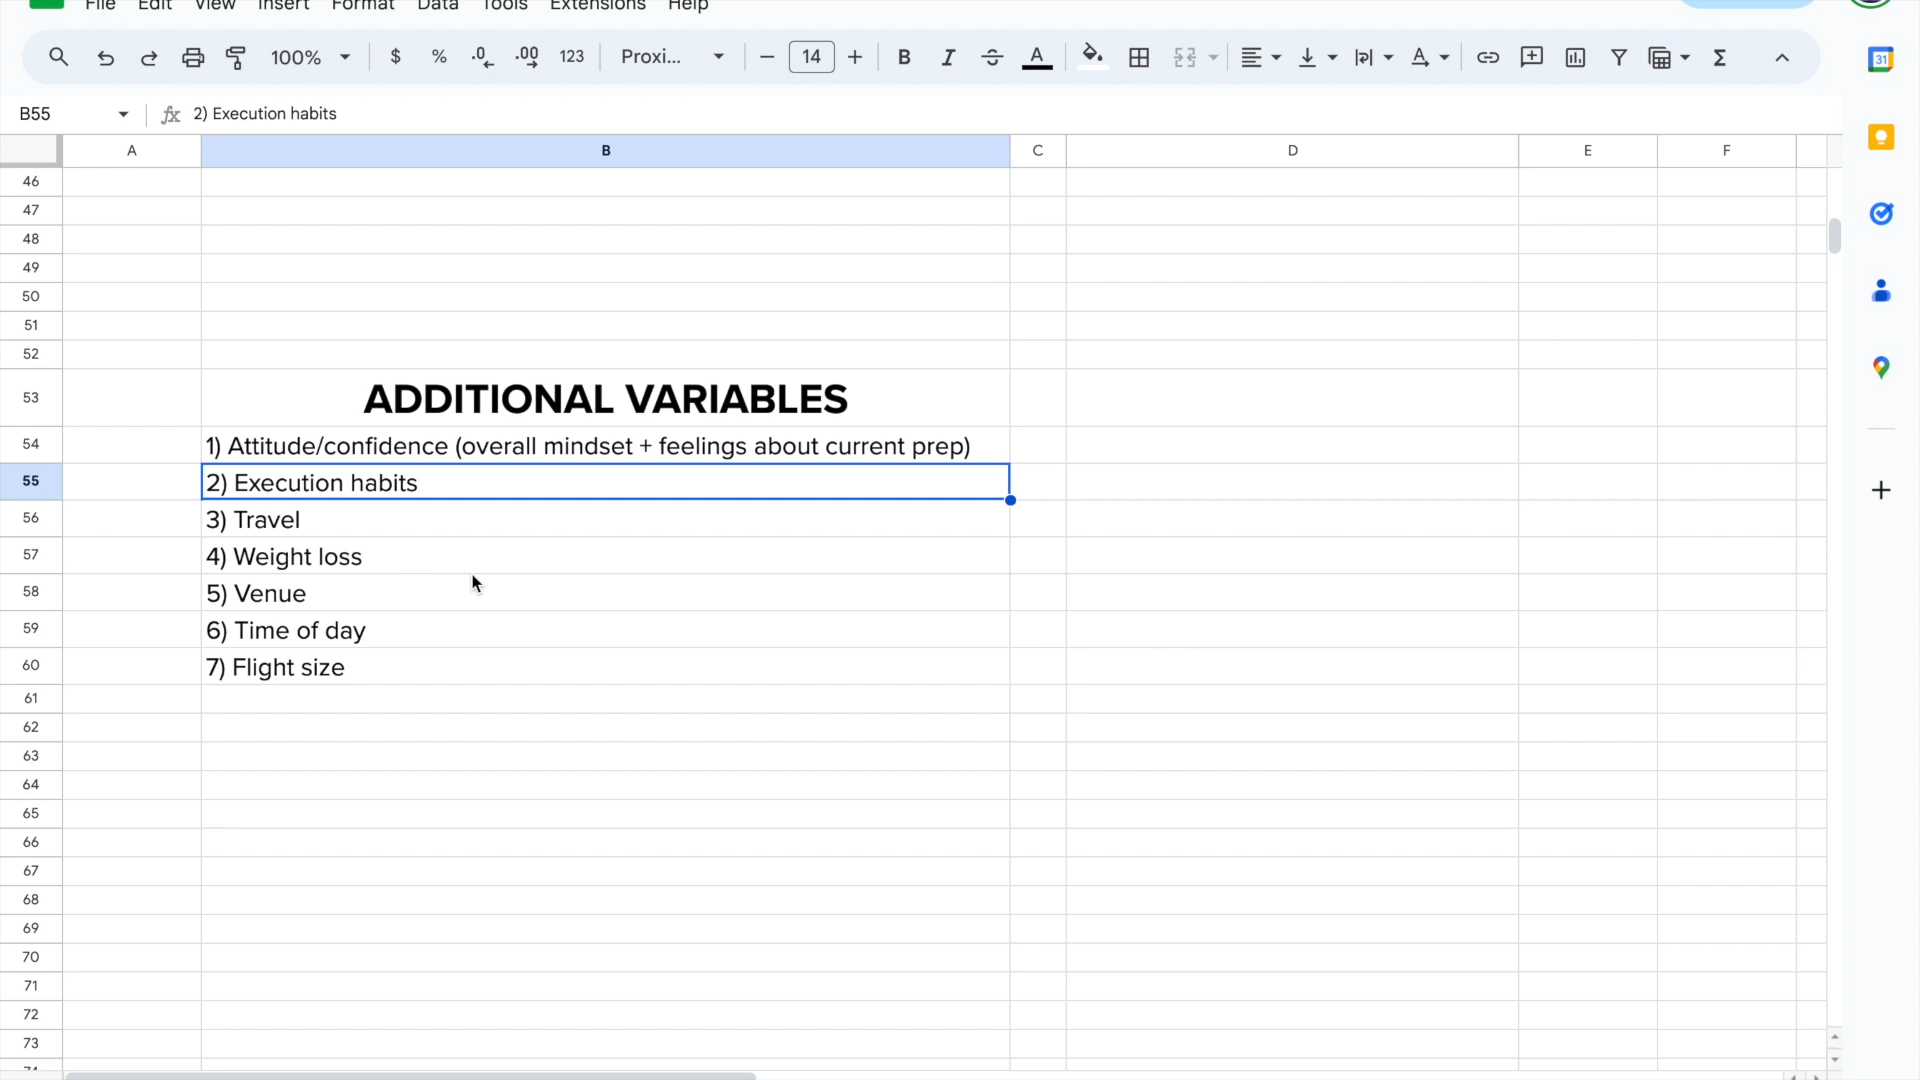 File Edit View Insert Format Data Tools Extensions Help
100% $ % .0 .00 123 Proxi... 14 B I S A
31
B55 fx 2) Execution habits
A B C D E F
46
47
48
49
50
51
52
53 ADDITIONAL VARIABLES
54 1) Attitude/confidence (overall mindset + feelings about current prep)
55 2) Execution habits
56 3) Travel
57 4) Weight loss
58 5) Venue
59 6) Time of day
60 7) Flight size
61
62
63
64
65
66
67
68
69
70
71
72
73